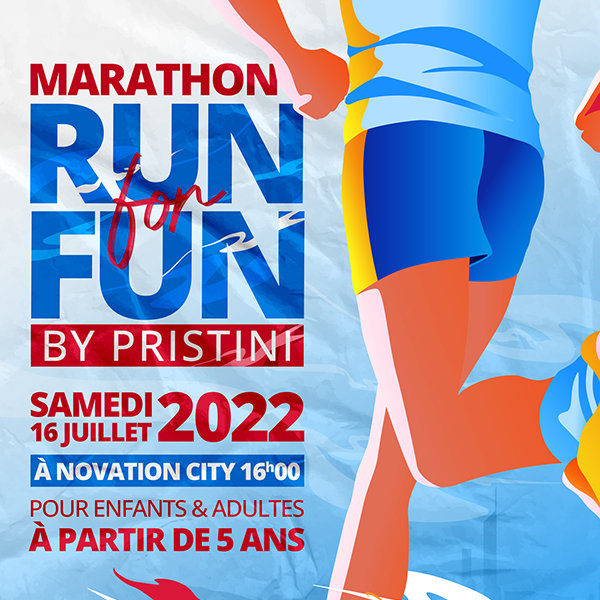 MARATHON
RUN
for
FUN
BY PRISTINI
SAMEDI
16 JUILLET 2022
À NOVATION CITY 16h00
POUR ENFANTS & ADULTES
À PARTIR DE 5 ANS